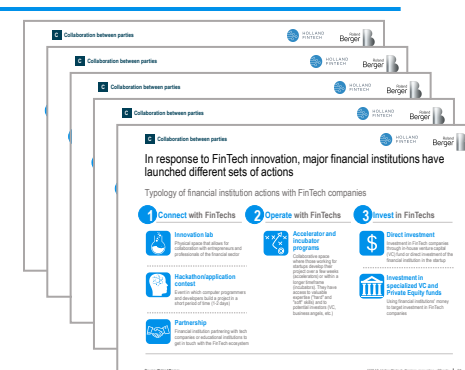 C Collaboration between parties
HOLLAND FINTECH
Roland Berger
B
C Collaboration between parties
HOLLAND FINTECH
Roland Berger
B
C Collaboration between parties
HOLLAND FINTECH
Roland Berger
B
C Collaboration between parties
HOLLAND FINTECH
Roland Berger
B
C Collaboration between parties
HOLLAND FINTECH
Roland Berger
B
In response to FinTech innovation, major financial institutions have
launched different sets of actions
Typology of financial institution actions with FinTech companies
1 Connect with FinTechs
Innovation lab
Physical space that allows for
collaboration with entrepreneurs and
professionals of the financial sector
Hackathon/application
contest
Event in which computer programmers
and developers build a project in a
short period of time (1-2 days)
Partnership
Financial institution partnering with tech
companies or educational institutions to
get in touch with the FinTech ecosystem
2 Operate with FinTechs
Accelerator and
incubator
programs
Collaborative space
where those working for
startups develop their
project over a few weeks
(accelerators) or within a
longer timeframe
(incubators). They have
access to valuable
expertise ("hard" and
"soft" skills) and to
potential investors (VC,
business angels, etc.)
3 Invest in FinTechs
Direct investment
Investment in FinTech companies
through in-house venture capital
(VC) fund or direct investment of the
financial institution in the startup
Investment in
specialized VC and
Private Equity funds
Using financial institutions' money
to target investment in FinTech
companies